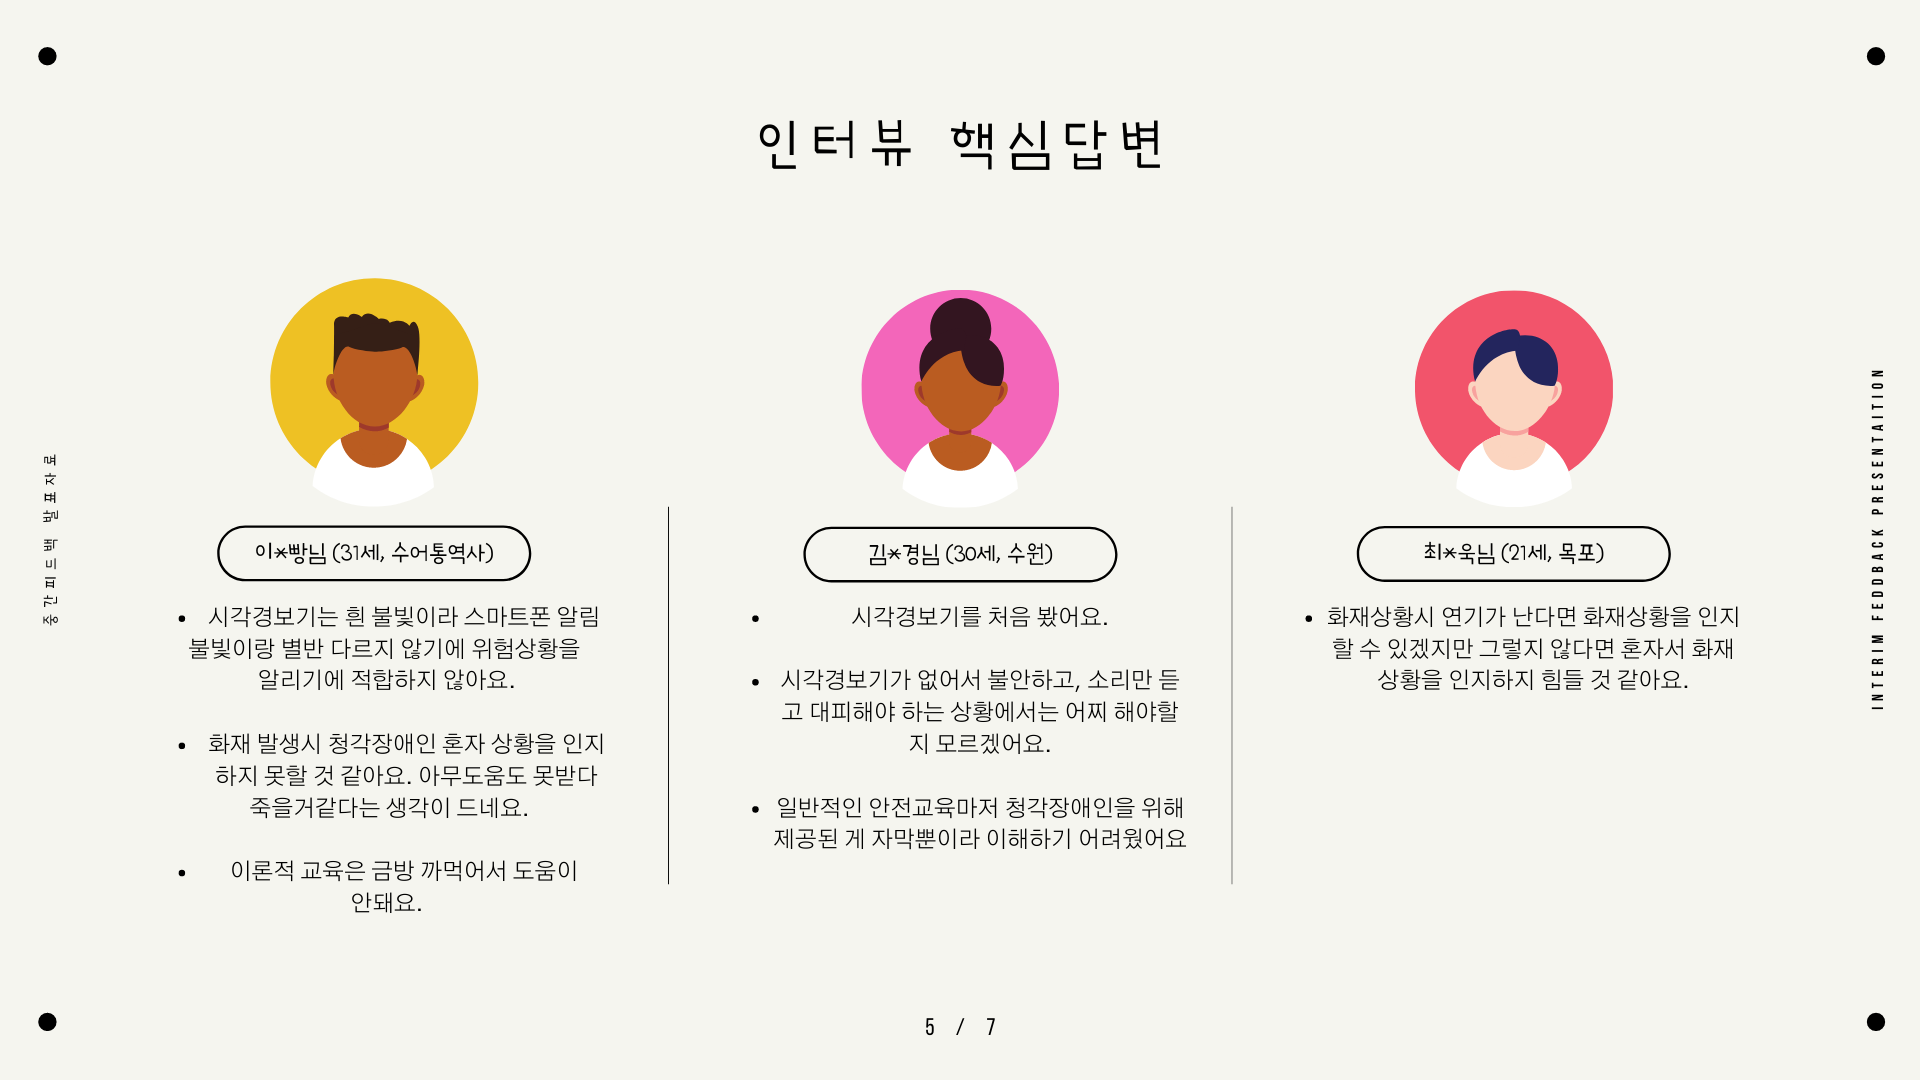 인터뷰 핵심답변
중간피드백 발표자료
INTERIM FEEDBACK PRESENTAITION
이*빵님 (31세, 수어통역사)
• 시각경보기는 흰 불빛이라 스마트폰 알림
불빛이랑 별반 다르지 않기에 위험상황을
알리기에 적합하지 않아요.
• 화재 발생시 청각장애인 혼자 상황을 인지
하지 못할 것 같아요. 아무도움도 못받다
죽을거같다는 생각이 드네요.
• 이론적 교육은 금방 까먹어서 도움이
안돼요.
김*경님 (30세, 수원)
• 시각경보기를 처음 봤어요.
• 시각경보기가 없어서 불안하고, 소리만 듣
고 대피해야 하는 상황에서는 어찌 해야할
지 모르겠어요.
• 일반적인 안전교육마저 청각장애인을 위해
제공된 게 자막뿐이라 이해하기 어려웠어요
최*욱님 (21세, 목포)
• 화재상황시 연기가 난다면 화재상황을 인지
할 수 있겠지만 그렇지 않다면 혼자서 화재
상황을 인지하지 힘들 것 같아요.
5 / 7